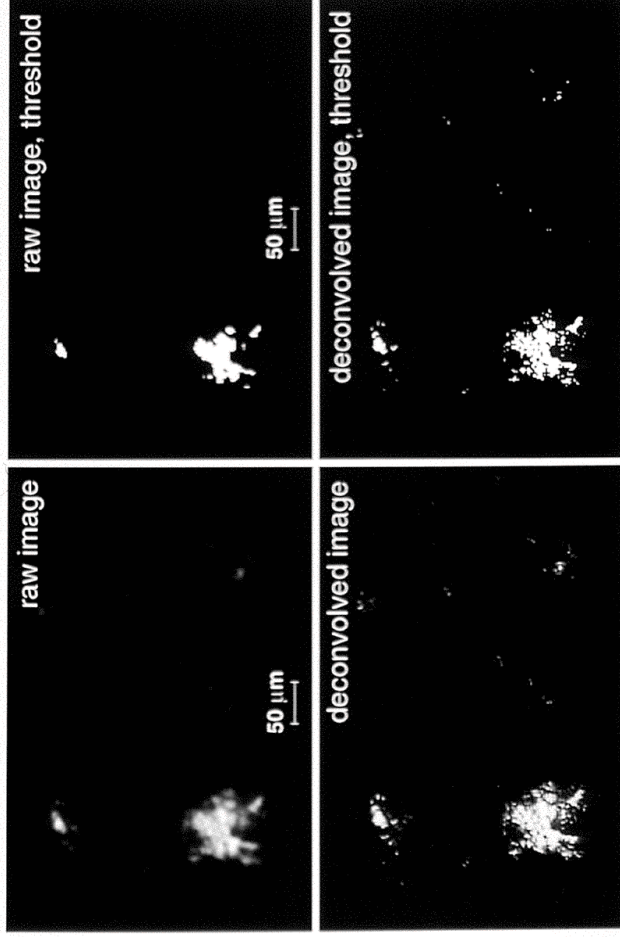 raw image
raw image, threshold
50 μm
50 μm
deconvolved image
deconvolved image, threshold